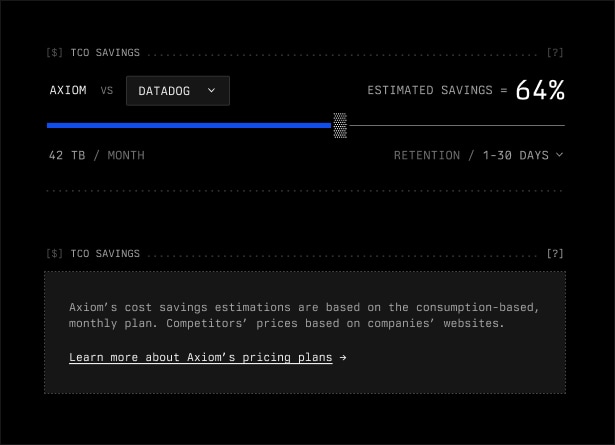 [$] TCO SAVINGS [?]
AXIOM VS DATADOG ESTIMATED SAVINGS = 64%
42 TB / MONTH RETENTION / 1-30 DAYS
[$] TCO SAVINGS [?]
Axiom’s cost savings estimations are based on the consumption-based,
monthly plan. Competitors’ prices based on companies’ websites.
Learn more about Axiom’s pricing plans →